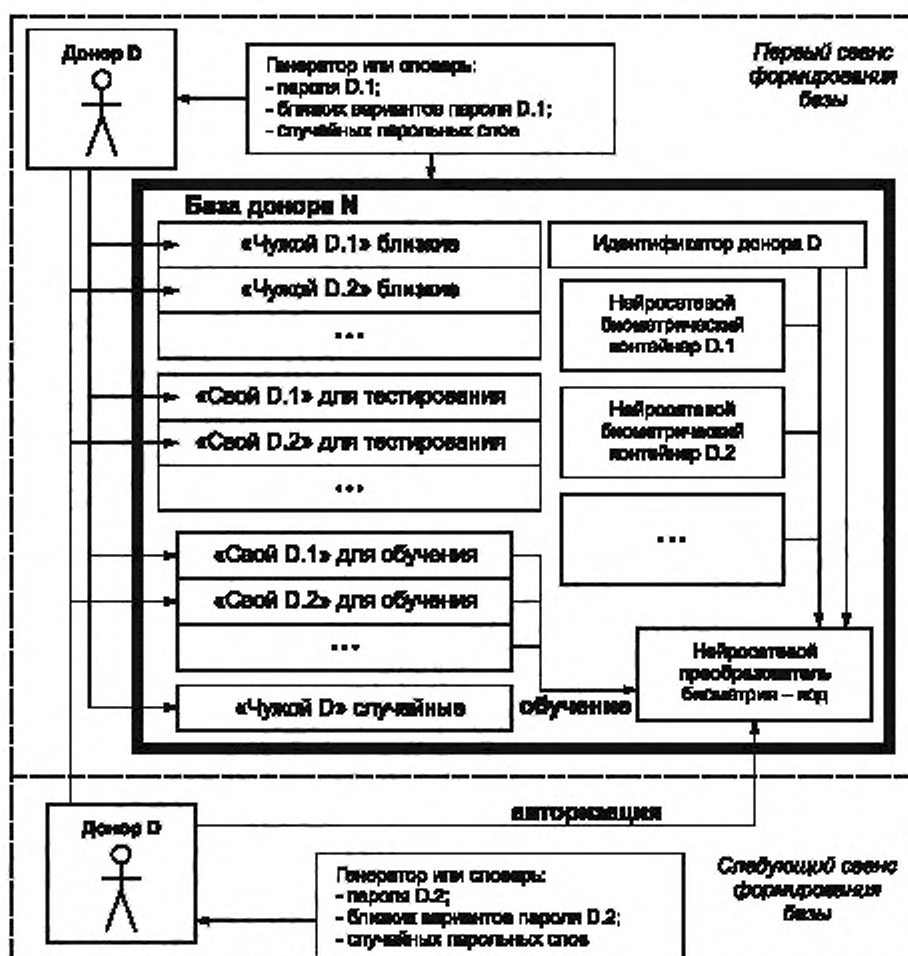 Донор D
Генератор или словарь:
- пароля D.1;
- близких вариантов пароля D.1;
- случайных парольных слов
Первый сеанс
формирования
базы
База донора N
«Чужой D.1» близкие
«Чужой D.2» близкие
...
«Свой D.1» для тестирования
«Свой D.2» для тестирования
...
«Свой D.1» для обучения
«Свой D.2» для обучения
...
«Чужой D» случайные
Идентификатор донора D
Нейросетевой
биометрический
контейнер D.1
Нейросетевой
биометрический
контейнер D.2
...
Нейросетевой
преобразователь
биометрия – код
обучение
авторизация
Донор D
Генератор или словарь:
- пароля D.2;
- близких вариантов пароля D.2;
- случайных парольных слов
Следующий сеанс
формирования
базы